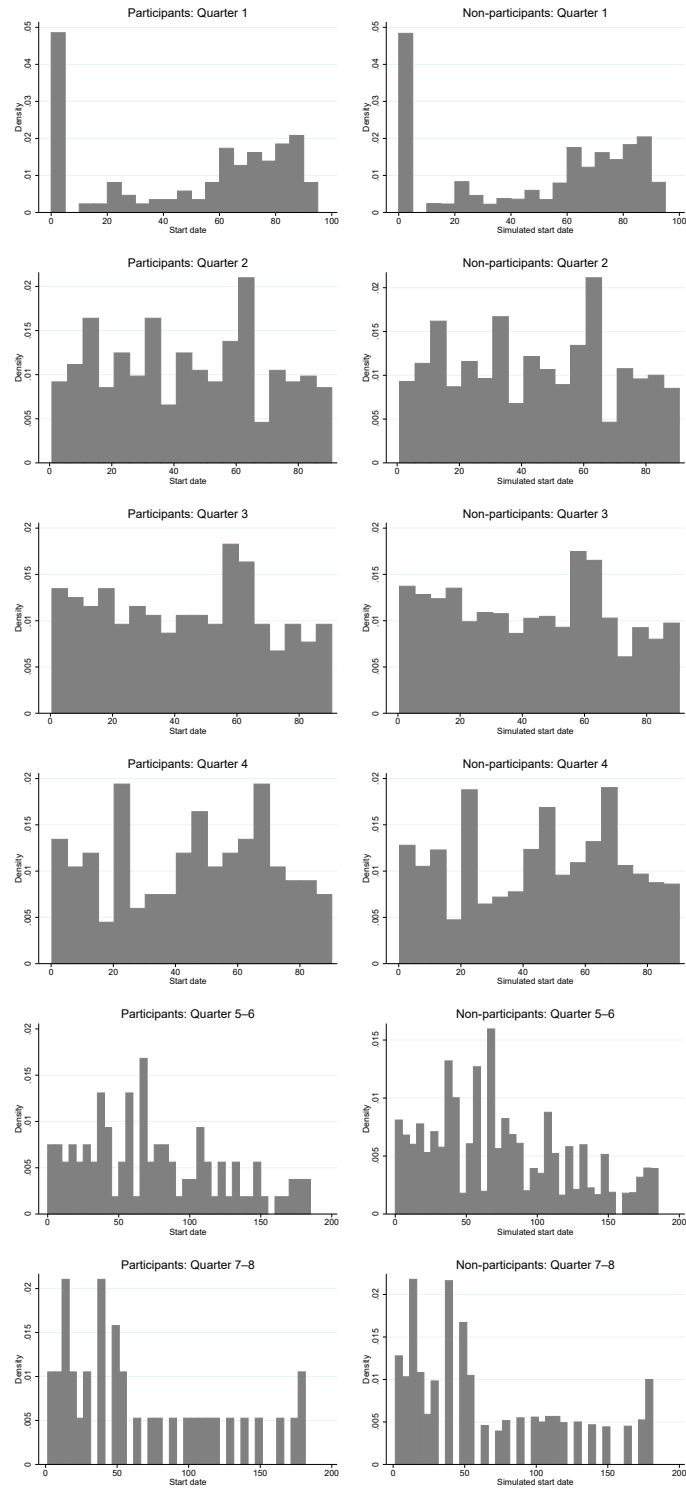 Participants: Quarter 1
Density
0 .01 .02 .03 .04 .05
0 20 40 60 80 100
Start date
Non-participants: Quarter 1
Density
0 .01 .02 .03 .04 .05
0 20 40 60 80 100
Simulated start date
Participants: Quarter 2
Density
0 .005 .01 .015 .02
0 20 40 60 80
Start date
Non-participants: Quarter 2
Density
0 .005 .01 .015 .02
0 20 40 60 80
Simulated start date
Participants: Quarter 3
Density
0 .005 .01 .015 .02
0 20 40 60 80
Start date
Non-participants: Quarter 3
Density
0 .005 .01 .015 .02
0 20 40 60 80
Simulated start date
Participants: Quarter 4
Density
0 .005 .01 .015 .02
0 20 40 60 80
Start date
Non-participants: Quarter 4
Density
0 .005 .01 .015 .02
0 20 40 60 80
Simulated start date
Participants: Quarter 5–6
Density
0 .005 .01 .015 .02
0 50 100 150 200
Start date
Non-participants: Quarter 5–6
Density
0 .005 .01 .015
0 50 100 150 200
Simulated start date
Participants: Quarter 7–8
Density
0 .005 .01 .015 .02
0 50 100 150 200
Start date
Non-participants: Quarter 7–8
Density
0 .005 .01 .015 .02
0 50 100 150 200
Simulated start date